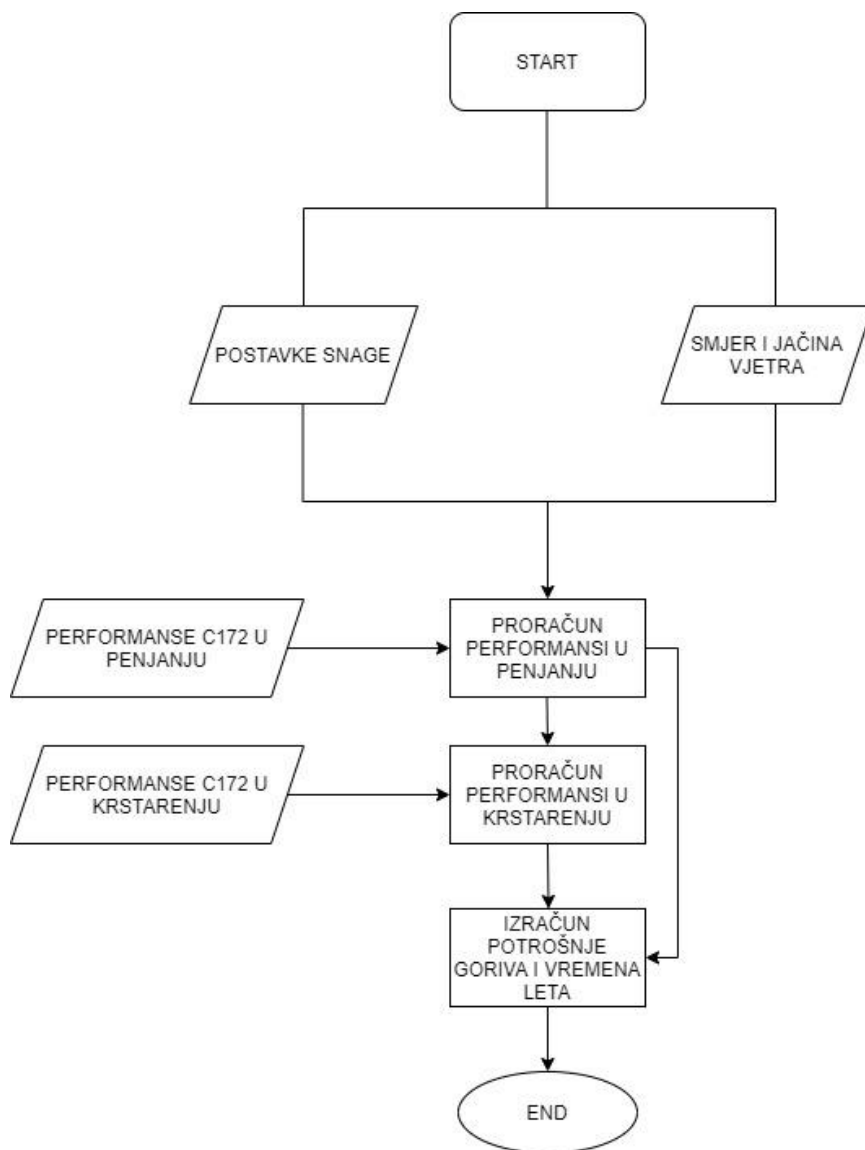 START
POSTAVKE SNAGE
SMJER I JAČINA
VJETRA
PERFORMANSE C172 U
PENJANJU
PRORAČUN
PERFORMANSI U
PENJANJU
PERFORMANSE C172 U
KRSTARENJU
PRORAČUN
PERFORMANSI U
KRSTARENJU
IZRAČUN
POTROŠNJE
GORIVA I VREMENA
LETA
END